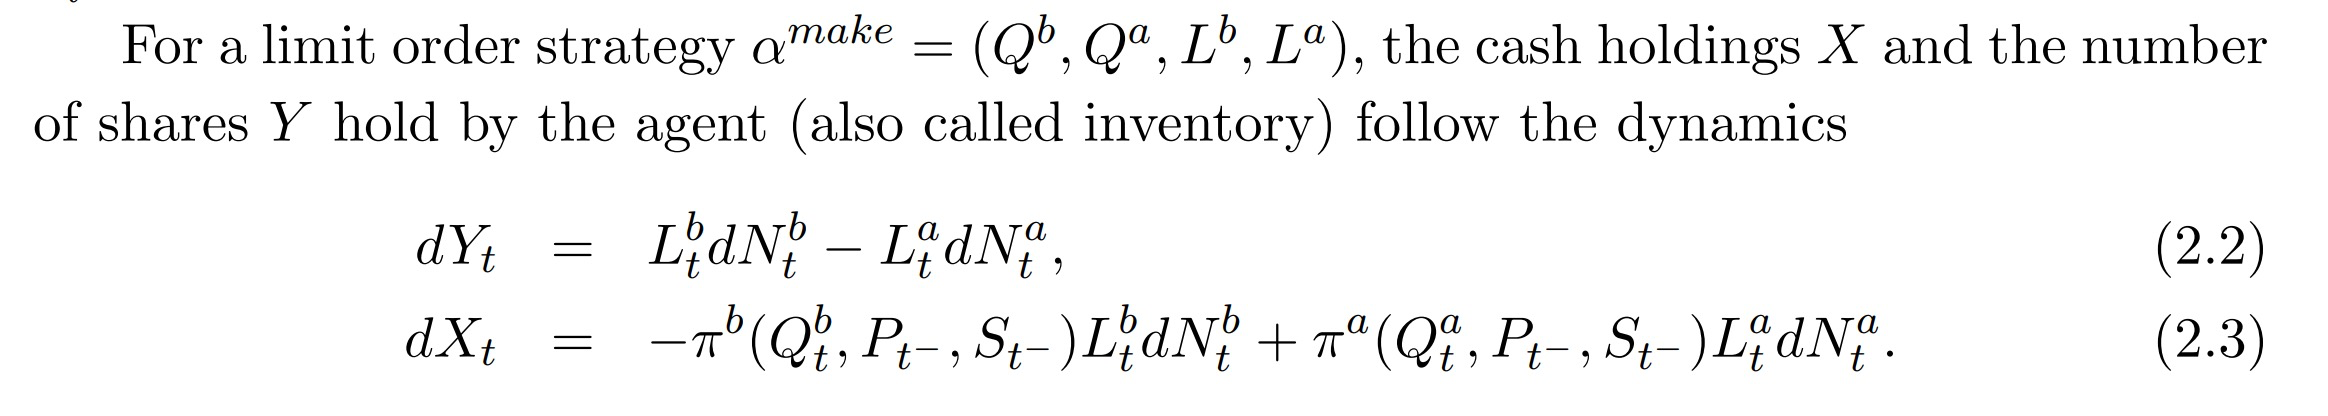 For a limit order strategy α^{make} = (Q^b, Q^a, L^b, L^a), the cash holdings X and the number
of shares Y hold by the agent (also called inventory) follow the dynamics
dY_t = L_t^b dN_t^b − L_t^a dN_t^a, (2.2)
dX_t = −π^b(Q_t^b, P_{t^-}, S_{t^-})L_t^b dN_t^b + π^a(Q_t^a, P_{t^-}, S_{t^-})L_t^a dN_t^a. (2.3)